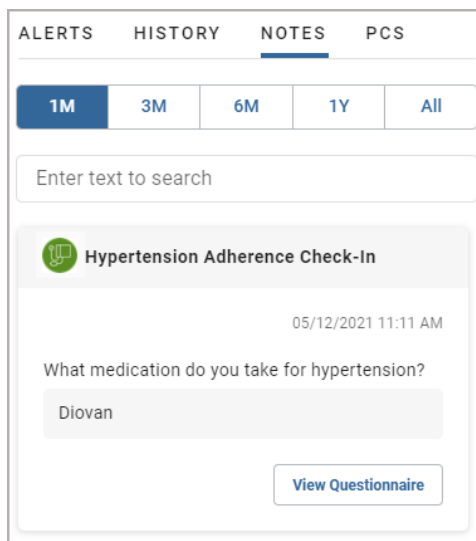 ALERTS HISTORY NOTES PCS
1M 3M 6M 1Y All
Enter text to search
Hypertension Adherence Check-In
05/12/2021 11:11 AM
What medication do you take for hypertension?
Diovan
View Questionnaire